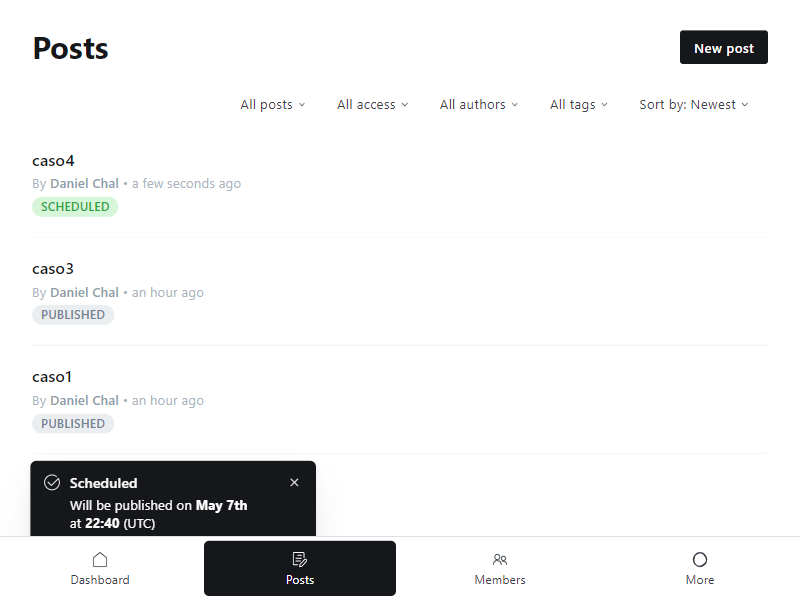 Posts
New post
All posts
All access
All authors
All tags
Sort by: Newest
caso4
By Daniel Chal • a few seconds ago
SCHEDULED
caso3
By Daniel Chal • an hour ago
PUBLISHED
caso1
By Daniel Chal • an hour ago
PUBLISHED
Scheduled
Will be published on May 7th
at 22:40 (UTC)
Dashboard
Posts
Members
More